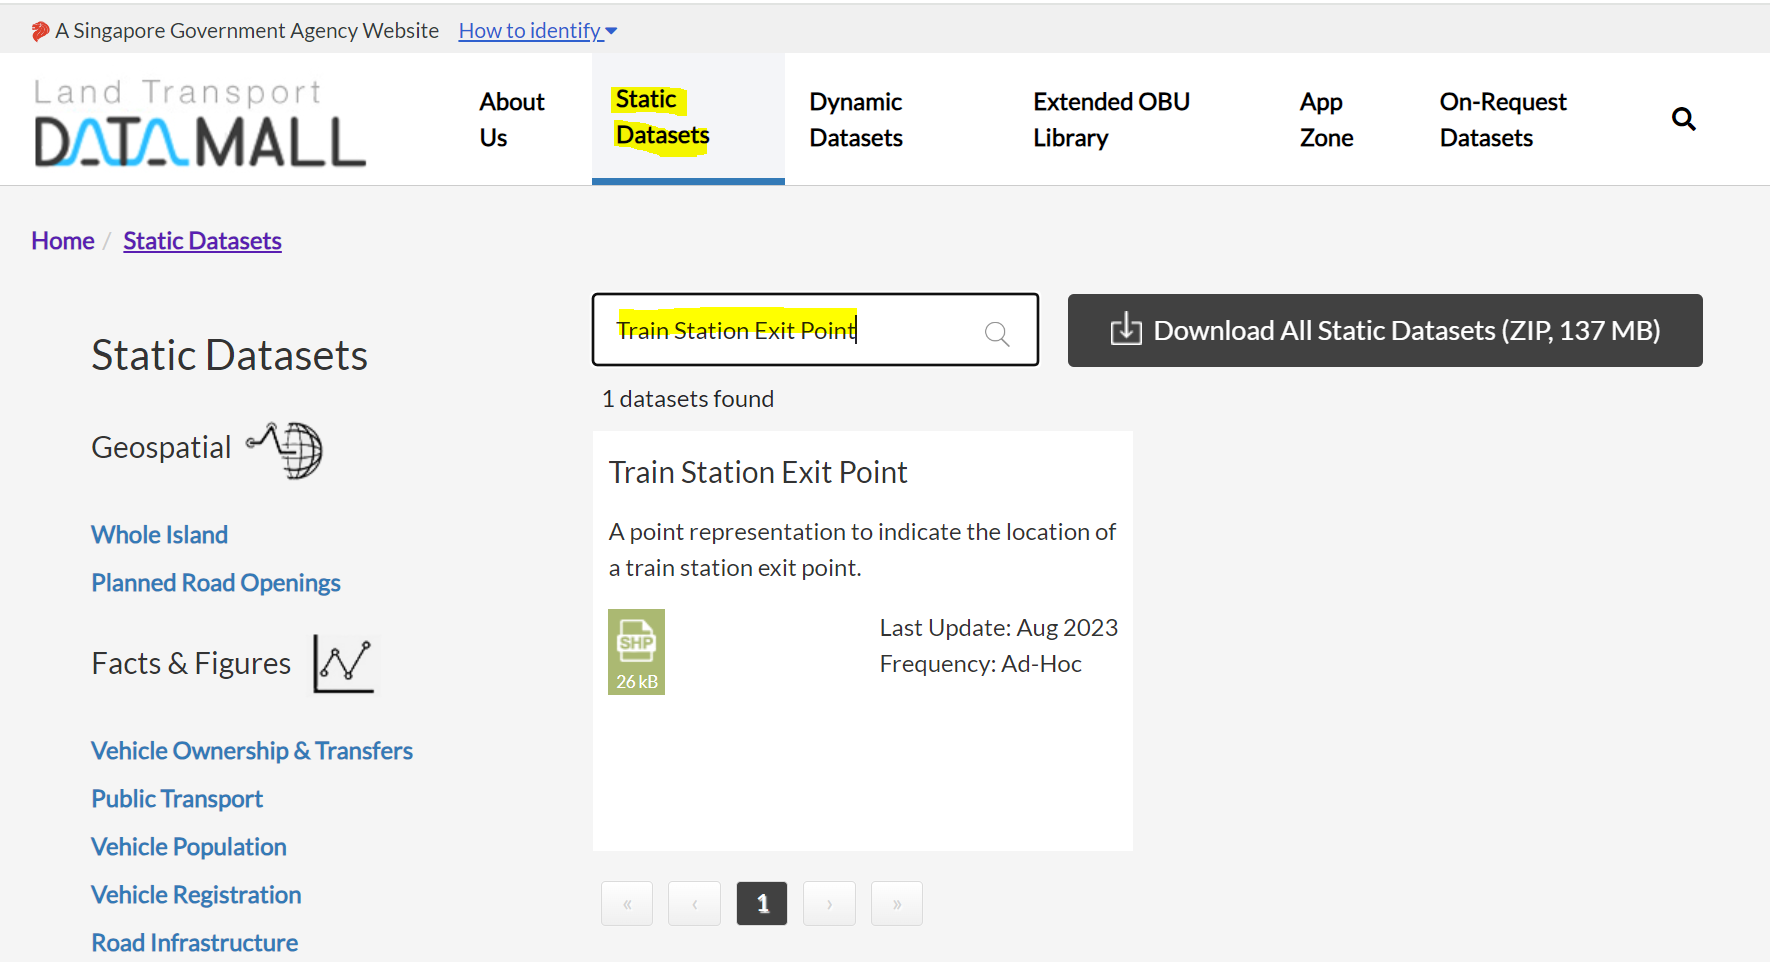 A Singapore Government Agency Website How to identify
Land Transport
DATA MALL
About
Us
Static
Datasets
Dynamic
Datasets
Extended OBU
Library
App
Zone
On-Request
Datasets
Home / Static Datasets
Train Station Exit Point
Download All Static Datasets (ZIP, 137 MB)
Static Datasets
1 datasets found
Geospatial
Whole Island
Planned Road Openings
Facts & Figures
Vehicle Ownership & Transfers
Public Transport
Vehicle Population
Vehicle Registration
Road Infrastructure
Train Station Exit Point
A point representation to indicate the location of
a train station exit point.
SHP
26 kB
Last Update: Aug 2023
Frequency: Ad-Hoc
« ‹ 1 › »